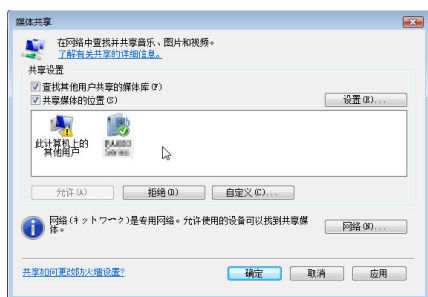 媒体共享
在网络中查找并共享音乐、图片和视频。
了解有关共享的详细信息。
共享设置
查找其他用户共享的媒体库(F)
共享媒体的位置(S)
设置(E)...
此计算机上的
其他用户
允许(A)
拒绝(D)
自定义(C)...
网络(ネットワーク)是专用网络。允许使用的设备可以找到共享媒
体。
网络(N)...
共享如何更改防火墙设置?
确定
取消
应用